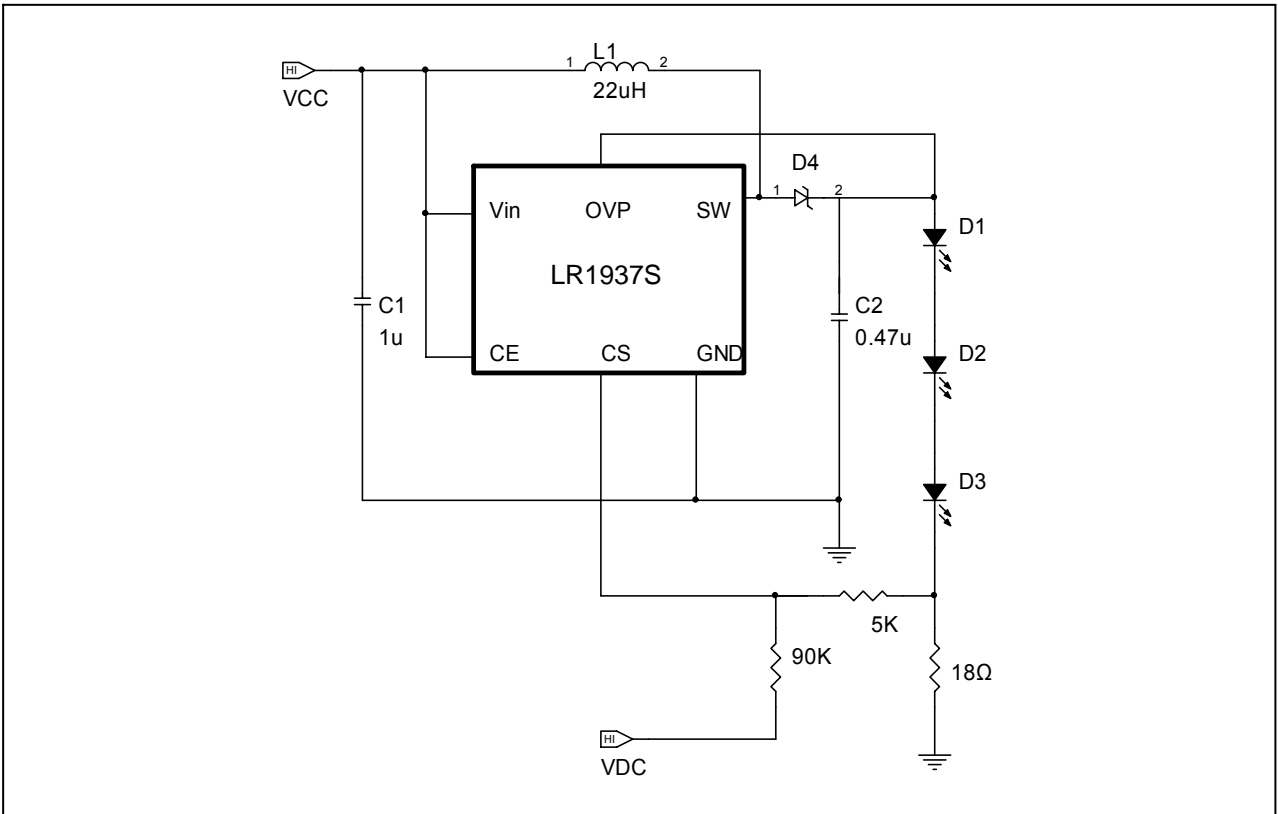 L1
1 2
HI
22uH
VCC
D4
1 2
Vin OVP SW
D1
LR1937S
C1
1u
C2
0.47u
CE CS GND
D2
D3
5K
90K
18Ω
HI
VDC